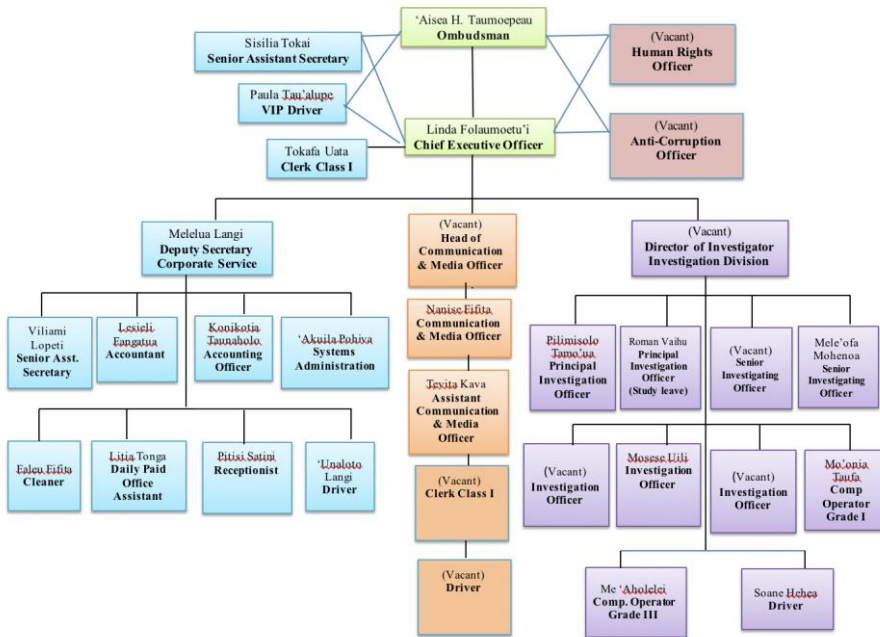 ‘Aisea H. Taumoepeau
Ombudsman
Sisilia Tokai
Senior Assistant Secretary
(Vacant)
Human Rights
Officer
Paula Tau’alupe
VIP Driver
Linda Folaumoetu’i
Chief Executive Officer
(Vacant)
Anti-Corruption
Officer
Tokafa Uata
Clerk Class I
Melelua Langi
Deputy Secretary
Corporate Service
(Vacant)
Head of
Communication
& Media Officer
(Vacant)
Director of Investigator
Investigation Division
Viliami
Lopeti
Senior Asst.
Secretary
Lesieli
Fangatua
Accountant
Konikotia
Taunaholo
Accounting
Officer
‘Akuila Pohiva
Systems
Administration
Nanise Fifita
Communication
& Media Officer
Pilimisolo
Tamo’ua
Principal
Investigation
Officer
Roman Vaihu
Principal
Investigation
Officer
(Study leave)
(Vacant)
Senior
Investigating
Officer
Mele’ofa
Mohenoa
Senior
Investigating
Officer
Tevita Kava
Assistant
Communication
& Media
Officer
Faleu Fifita
Cleaner
Litia Tonga
Daily Paid
Office
Assistant
Pitisi Satini
Receptionist
‘Unaloto
Langi
Driver
(Vacant)
Clerk Class I
(Vacant)
Investigation
Officer
Mosese Uili
Investigation
Officer
(Vacant)
Investigation
Officer
Mo’onia
Taufa
Comp
Operator
Grade I
(Vacant)
Driver
Me ‘Aholelei
Comp. Operator
Grade III
Soane Hehea
Driver